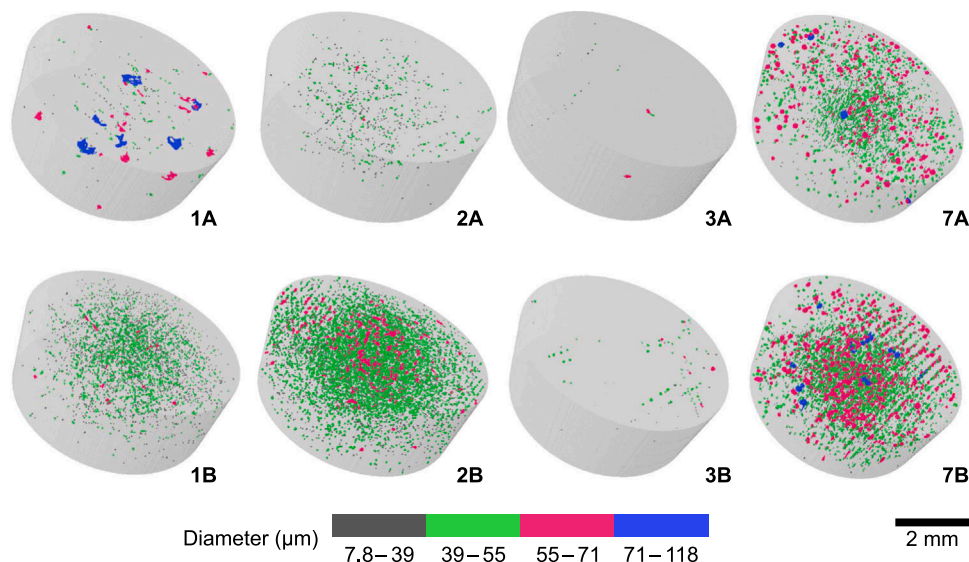 1A 2A 3A 7A
1B 2B 3B 7B
Diameter (μm)
7.8–39 39–55 55–71 71–118
2 mm